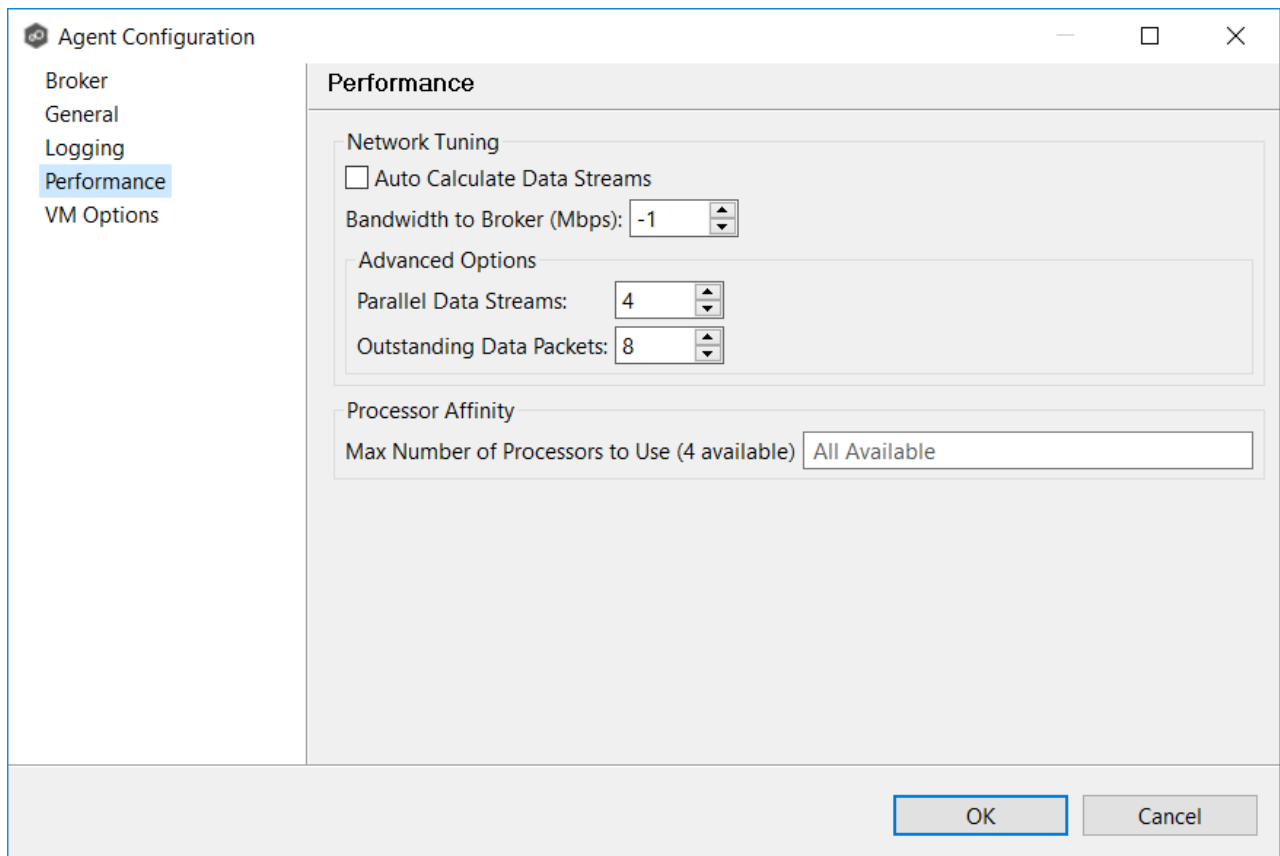 Agent Configuration
Broker
General
Logging
Performance
VM Options
Performance
Network Tuning
Auto Calculate Data Streams
Bandwidth to Broker (Mbps): -1
Advanced Options
Parallel Data Streams: 4
Outstanding Data Packets: 8
Processor Affinity
Max Number of Processors to Use (4 available) All Available
OK Cancel